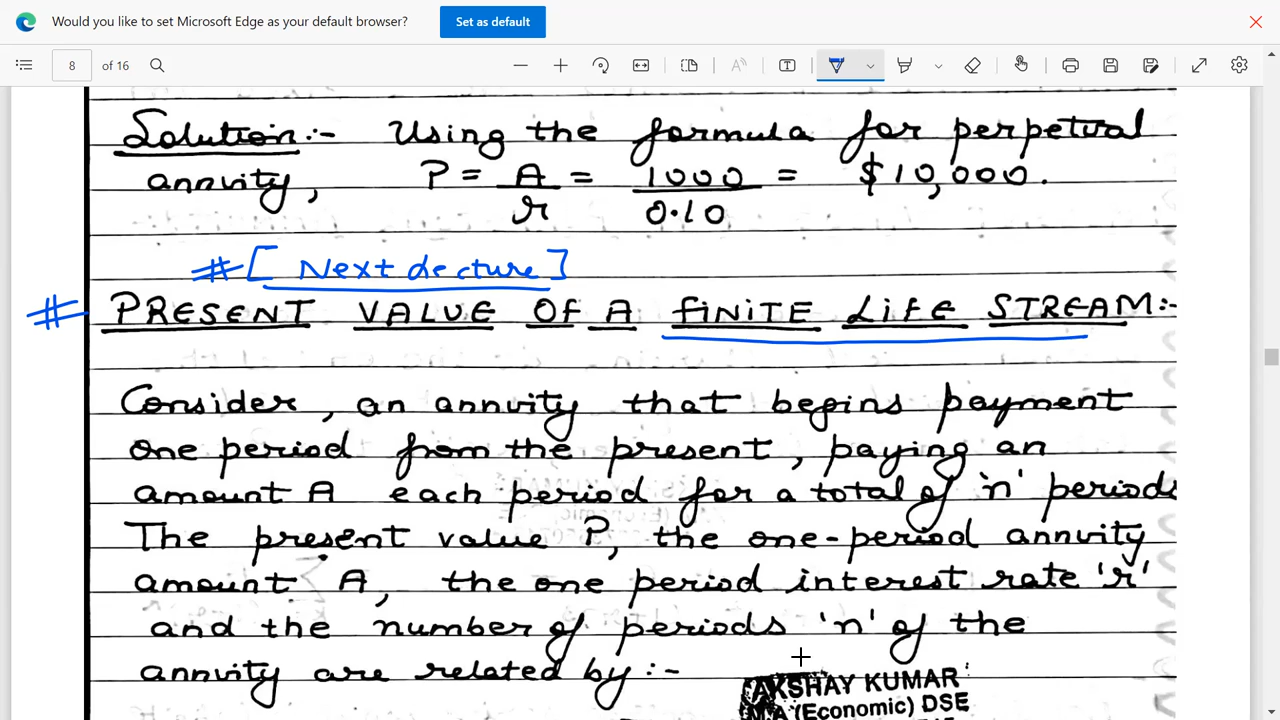 Would you like to set Microsoft Edge as your default browser? Set as default
8 of 16
Solution:- Using the formula for perpetual
annuity, P = A/r = 1000/0.10 = $10,000.
# [ Next Lecture ]
# PRESENT VALUE OF A FINITE LIFE STREAM:-
Consider, an annuity that begins payment
one period from the present, paying an
amount A each period for a total of 'n' periods
The present value P, the one-period annuity
amount A, the one period interest rate 'r'
and the number of periods 'n' of the
annuity are related by:-
AKSHAY KUMAR
M.A (Economic) DSE